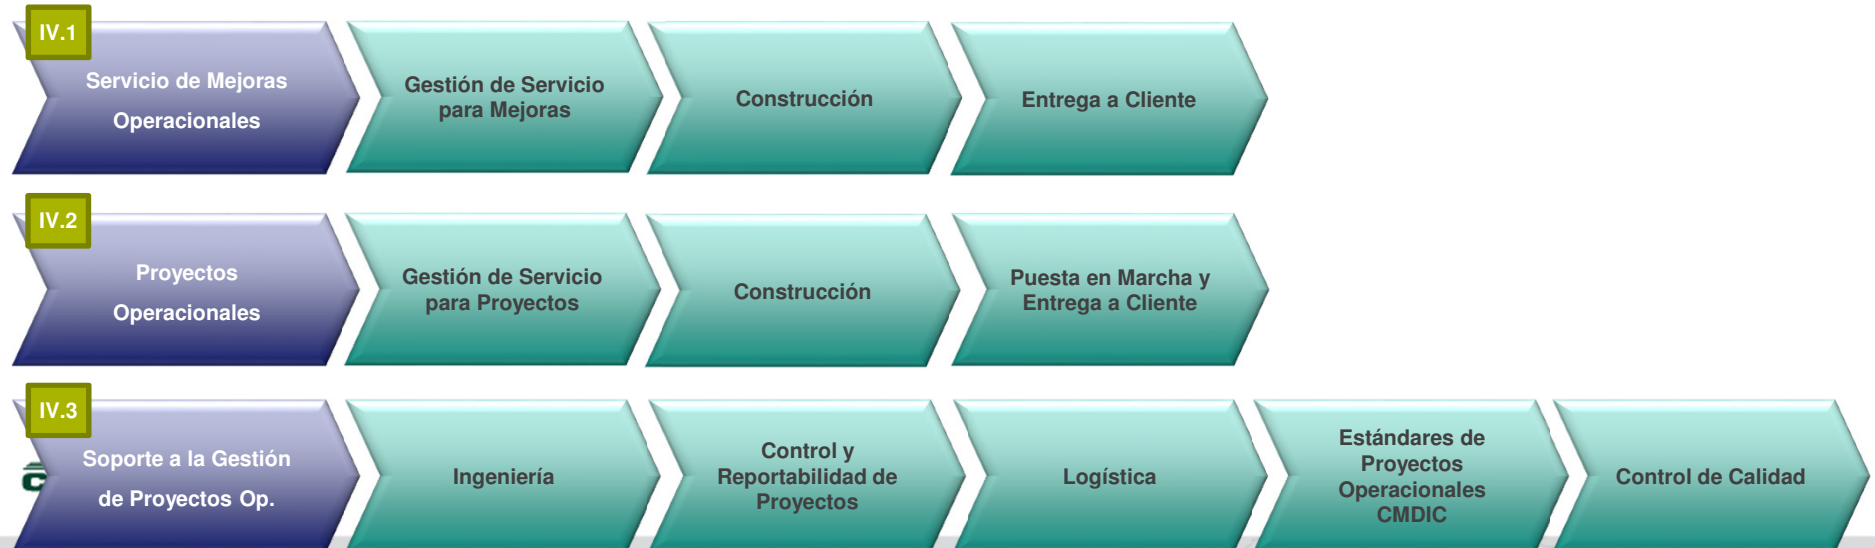 IV.1
Servicio de Mejoras
Operacionales
Gestión de Servicio
para Mejoras
Construcción
Entrega a Cliente
IV.2
Proyectos
Operacionales
Gestión de Servicio
para Proyectos
Construcción
Puesta en Marcha y
Entrega a Cliente
IV.3
Soporte a la Gestión
de Proyectos Op.
Ingeniería
Control y
Reportabilidad de
Proyectos
Logística
Estándares de
Proyectos
Operacionales
CMDIC
Control de Calidad